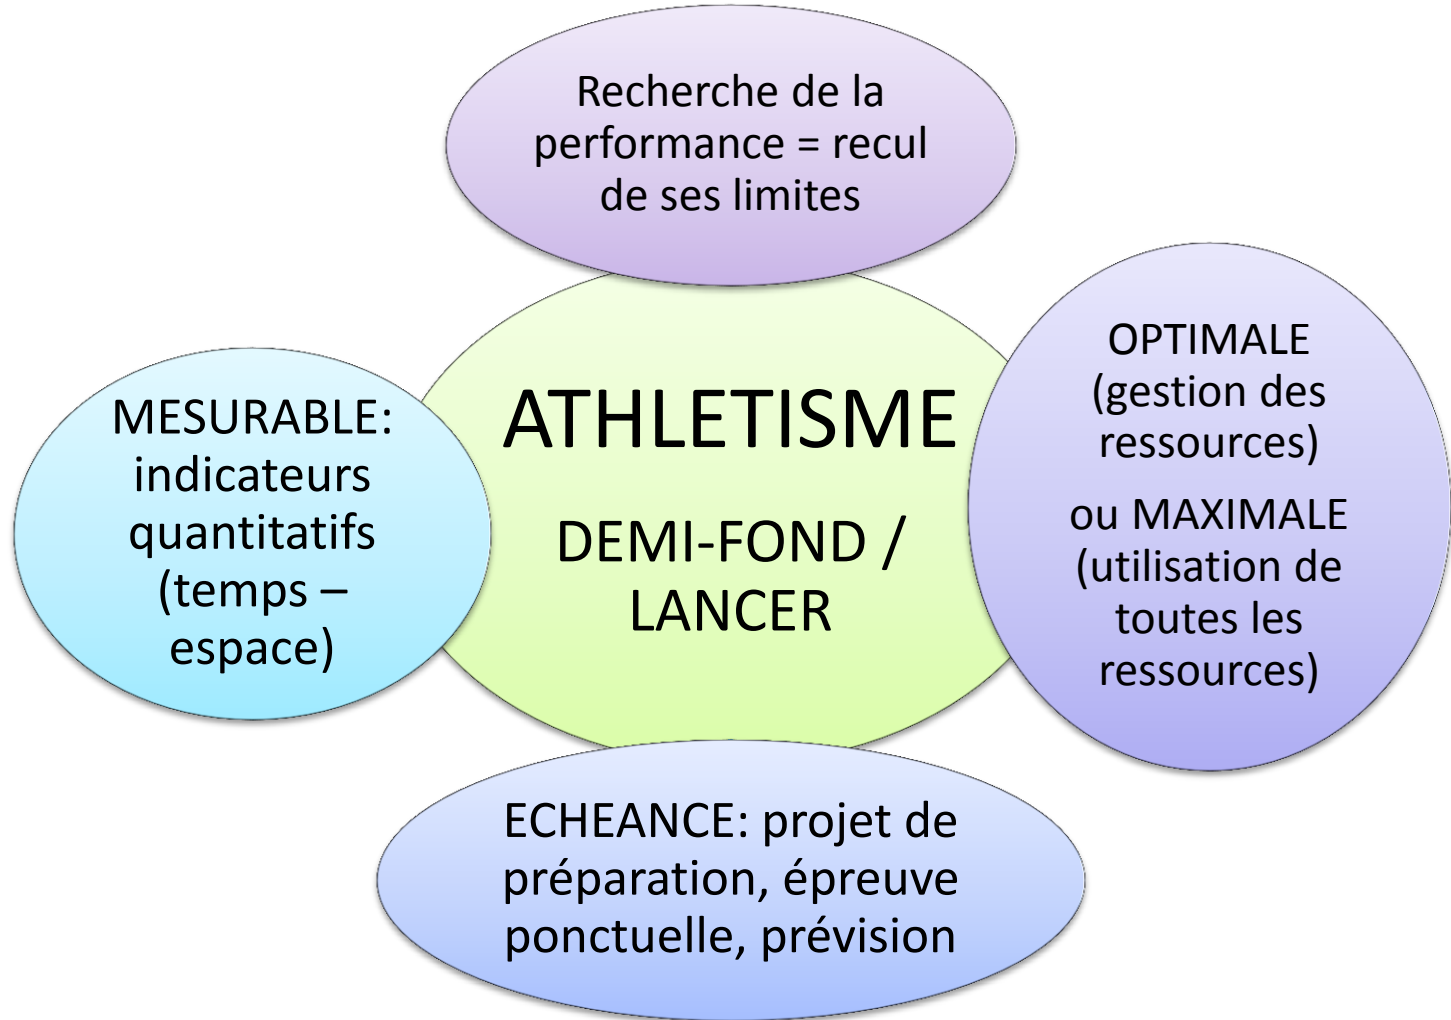 Recherche de la
performance = recul
de ses limites
MESURABLE:
indicateurs
quantitatifs
(temps –
espace)
ATHLETISME
DEMI-FOND /
LANCER
OPTIMALE
(gestion des
ressources)
ou MAXIMALE
(utilisation de
toutes les
ressources)
ECHEANCE: projet de
préparation, épreuve
ponctuelle, prévision